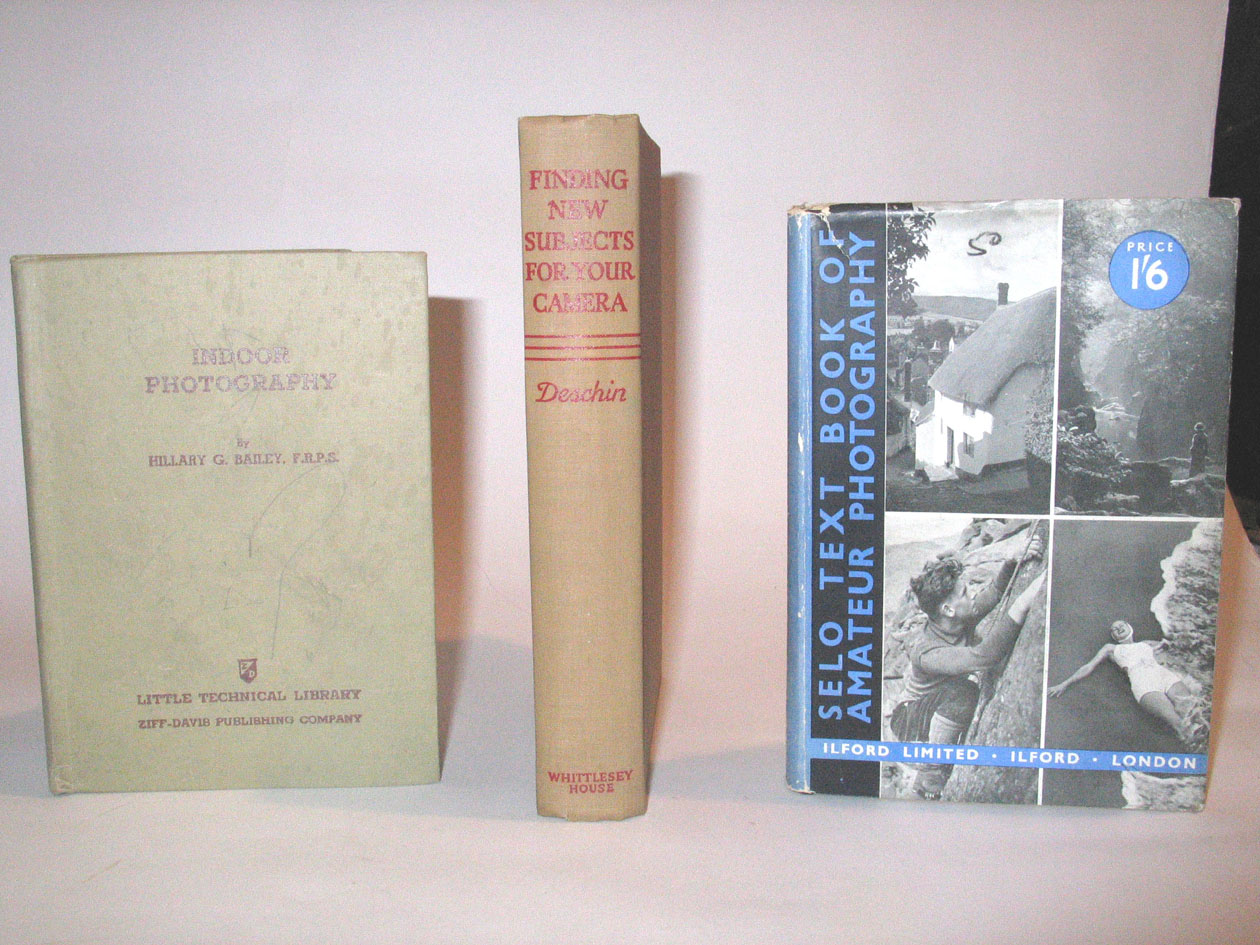 INDOOR
PHOTOGRAPHY
By
HILLARY G. BAILEY, F.R.P.S.
Z/D
LITTLE TECHNICAL LIBRARY
ZIFF-DAVIS PUBLISHING COMPANY
FINDING
NEW
SUBJECTS
FOR YOUR
CAMERA
Deschin
WHITTLESEY
HOUSE
SELO TEXT BOOK OF
AMATEUR PHOTOGRAPHY
PRICE
1/6
ILFORD LIMITED · ILFORD · LONDON